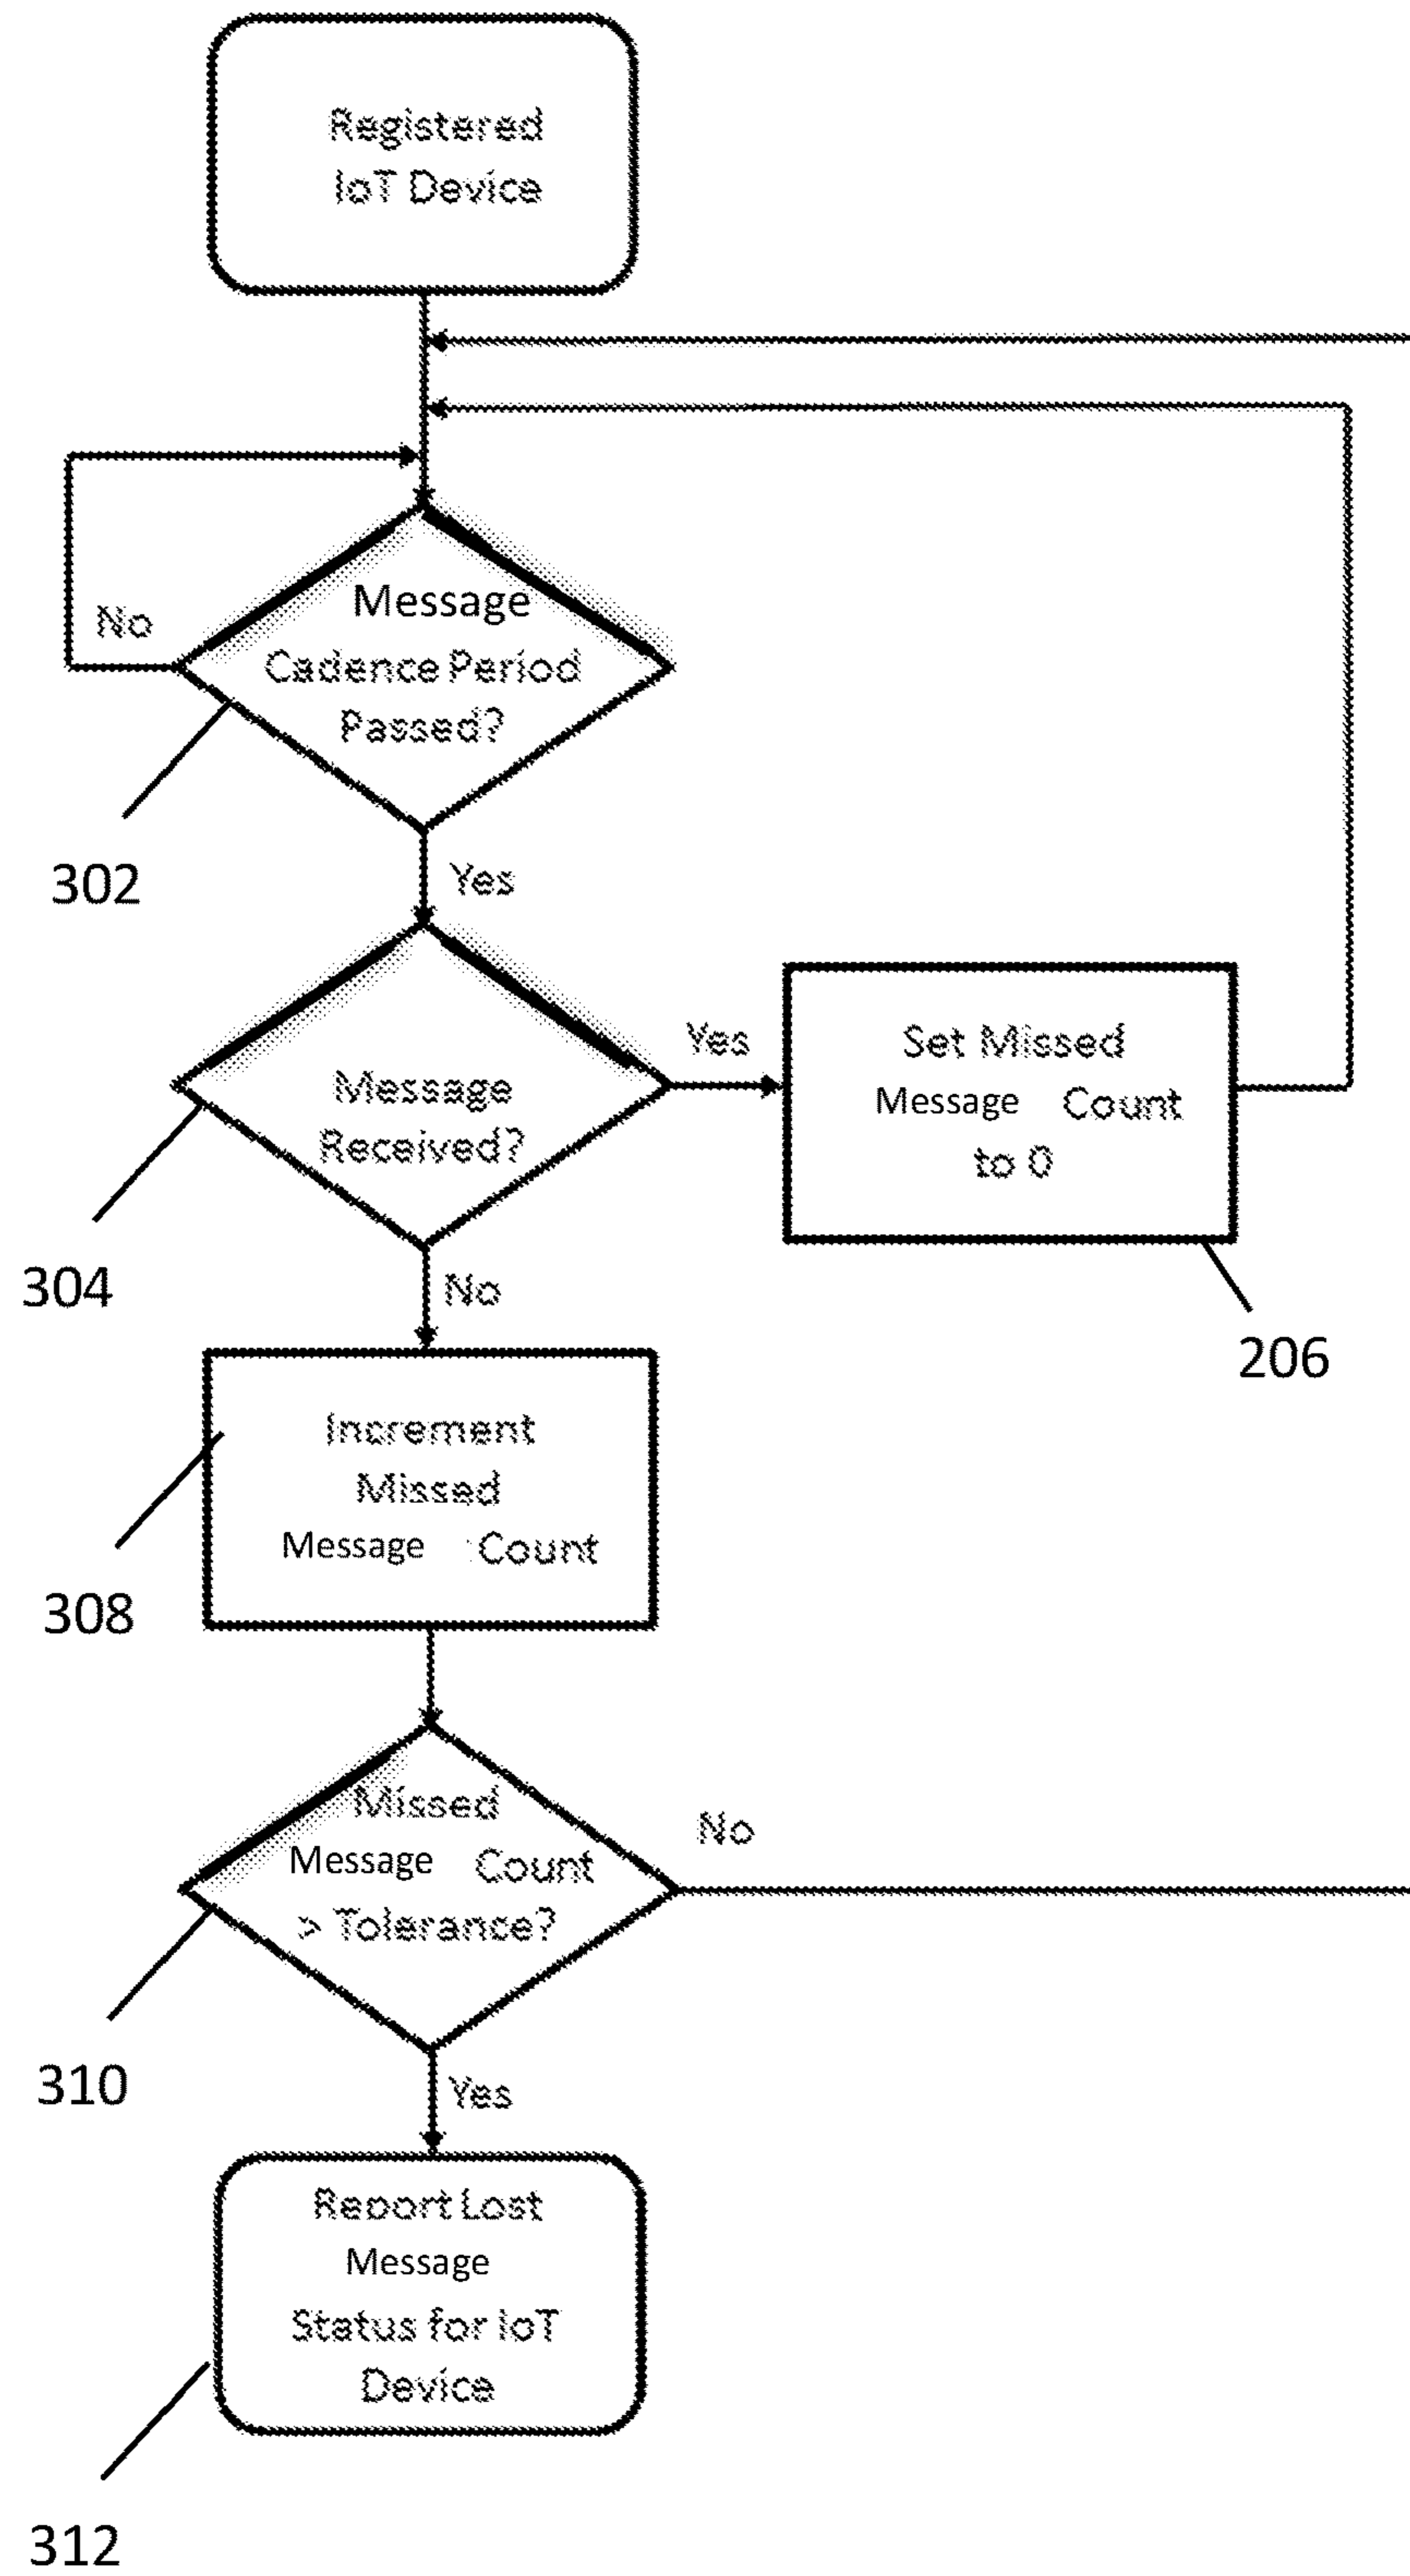 Registered
IoT Device
Message
No
Cadence Period
Passed?
302
Yes
Message
Received?
Yes
Set Missed
Message Count
to 0
304
No
206
Increment
Missed
Message Count
308
Missed
Message Count
> Tolerance?
No
310
Yes
Report Lost
Message
Status for IoT
Device
312